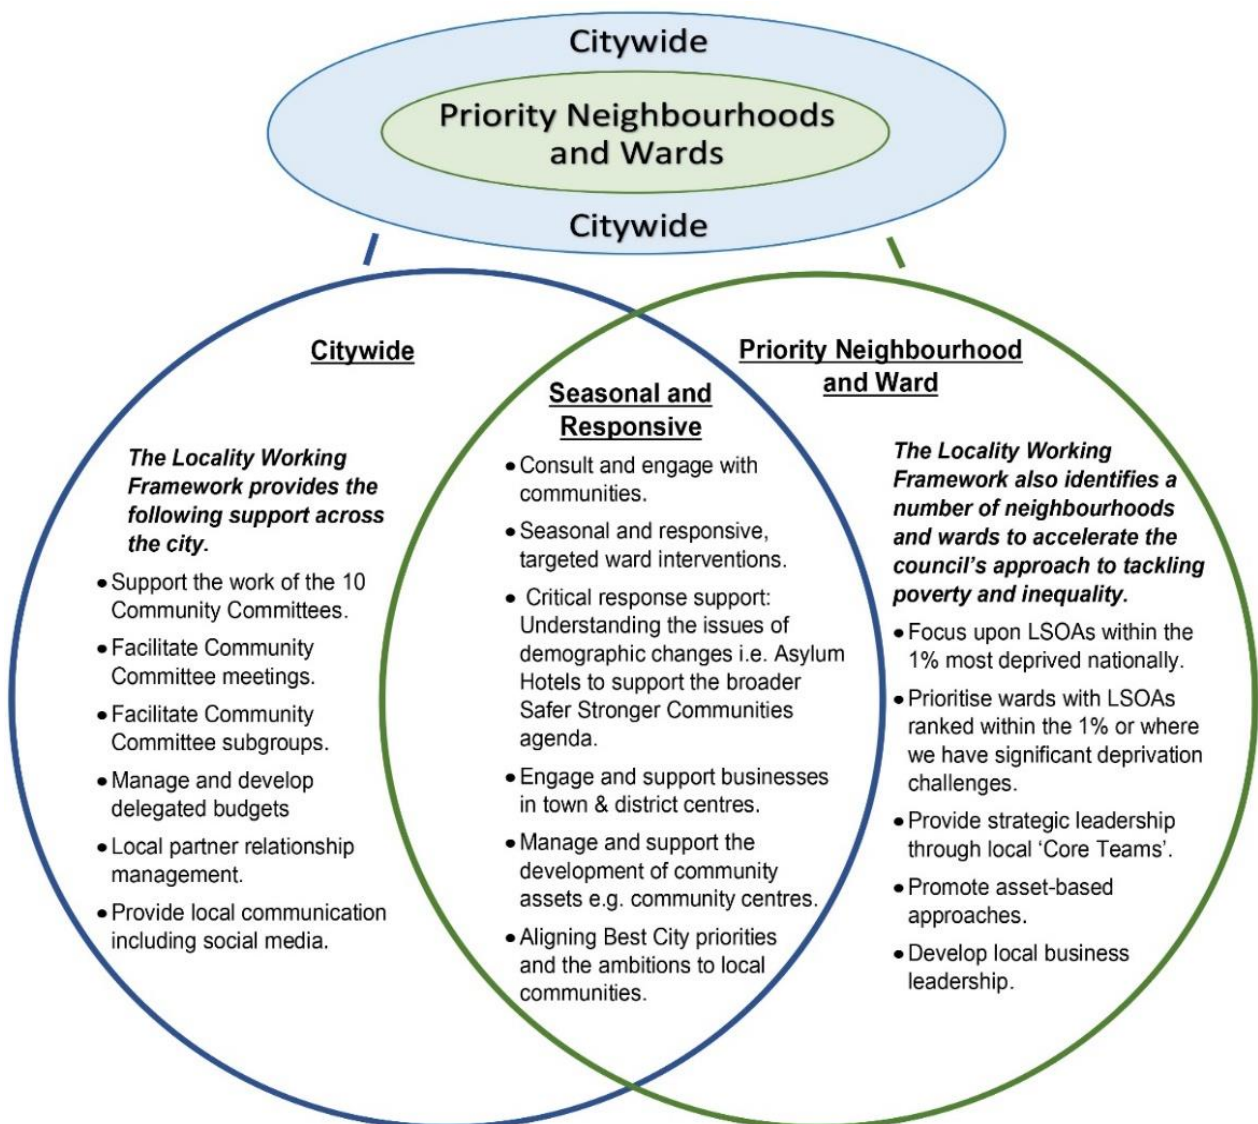 Citywide
Priority Neighbourhoods
and Wards
Citywide
Citywide
The Locality Working
Framework provides the
following support across
the city.
• Support the work of the 10
Community Committees.
• Facilitate Community
Committee meetings.
• Facilitate Community
Committee subgroups.
• Manage and develop
delegated budgets
• Local partner relationship
management.
• Provide local communication
including social media.
Seasonal and
Responsive
• Consult and engage with
communities.
• Seasonal and responsive,
targeted ward interventions.
• Critical response support:
Understanding the issues of
demographic changes i.e. Asylum
Hotels to support the broader
Safer Stronger Communities
agenda.
• Engage and support businesses
in town & district centres.
• Manage and support the
development of community
assets e.g. community centres.
• Aligning Best City priorities
and the ambitions to local
communities.
Priority Neighbourhood
and Ward
The Locality Working
Framework also identifies a
number of neighbourhoods
and wards to accelerate the
council's approach to tackling
poverty and inequality.
• Focus upon LSOAs within the
1% most deprived nationally.
• Prioritise wards with LSOAs
ranked within the 1% or where
we have significant deprivation
challenges.
• Provide strategic leadership
through local 'Core Teams'.
• Promote asset-based
approaches.
• Develop local business
leadership.